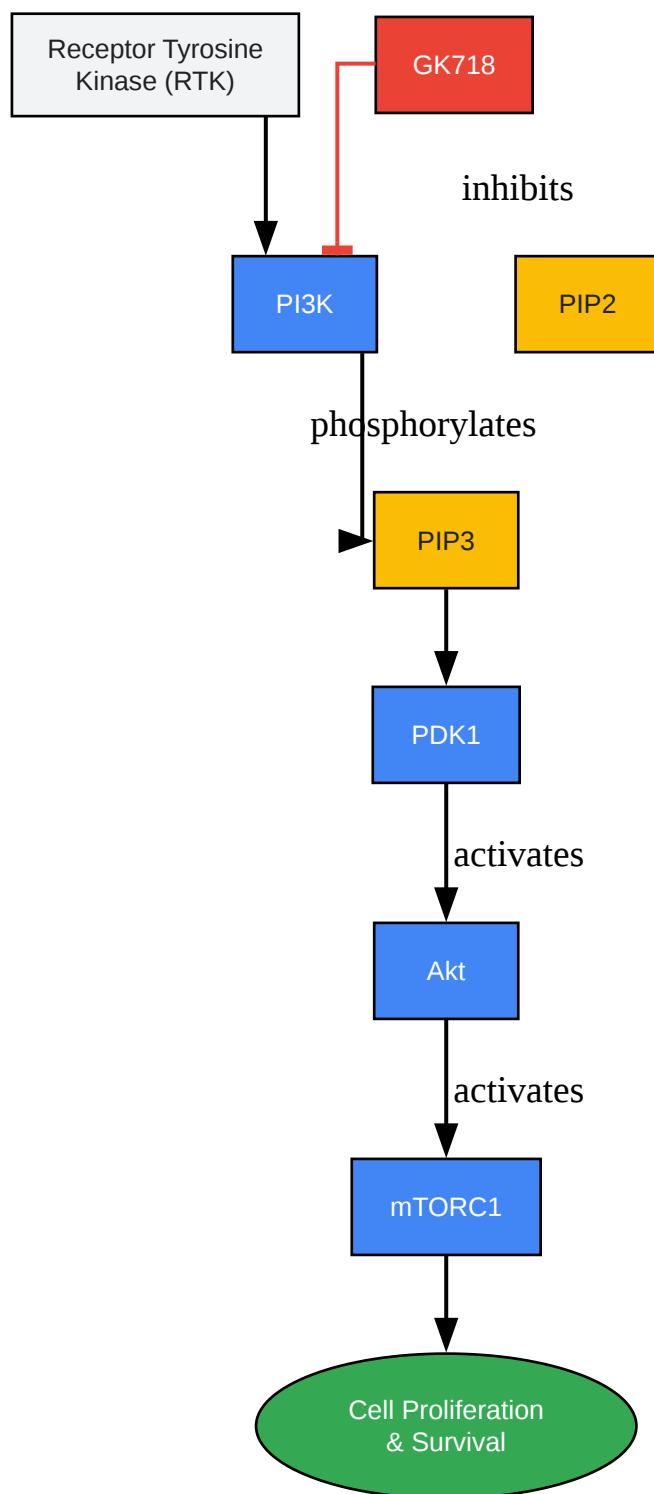 Receptor Tyrosine
Kinase (RTK)
GK718
inhibits
PI3K
PIP2
phosphorylates
PIP3
PDK1
activates
Akt
activates
mTORC1
Cell Proliferation
& Survival